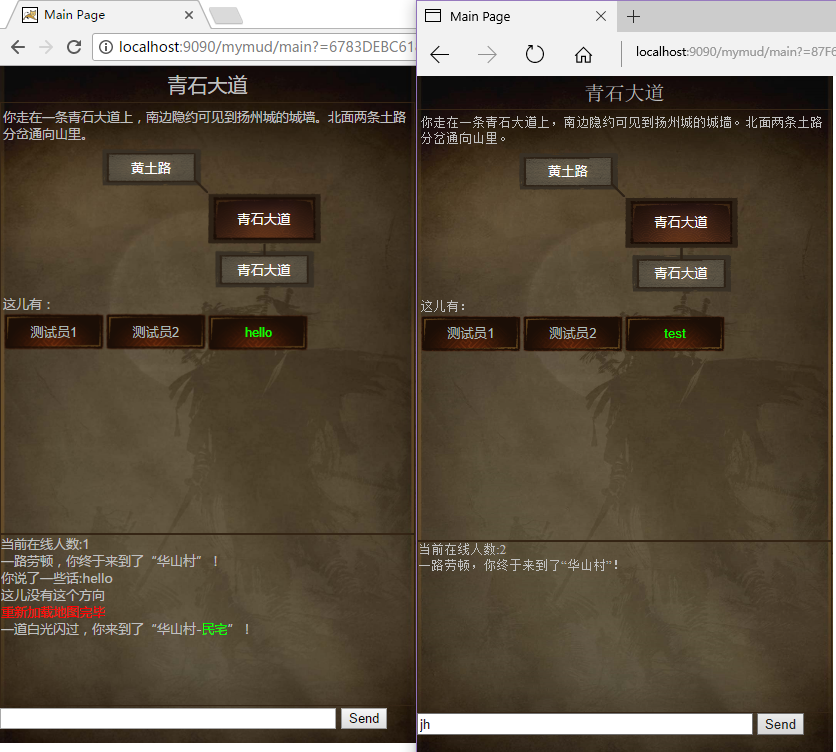 Main Page
localhost:9090/mymud/main?=6783DEBC61
青石大道
你走在一条青石大道上，南边隐约可见到扬州城的城墙。北面两条土路
分岔通向山里。
黄土路
青石大道
青石大道
这儿有：
测试员1 测试员2 hello
当前在线人数:1
一路劳顿，你终于来到了“华山村”！
你说了一些话:hello
这儿没有这个方向
重新加载地图完毕
一道白光闪过，你来到了“华山村-民宅”！
Send
Main Page
localhost:9090/mymud/main?=87F6
青石大道
你走在一条青石大道上，南边隐约可见到扬州城的城墙。北面两条土路
分岔通向山里。
黄土路
青石大道
青石大道
这儿有：
测试员1 测试员2 test
当前在线人数:2
一路劳顿，你终于来到了“华山村”！
jh Send